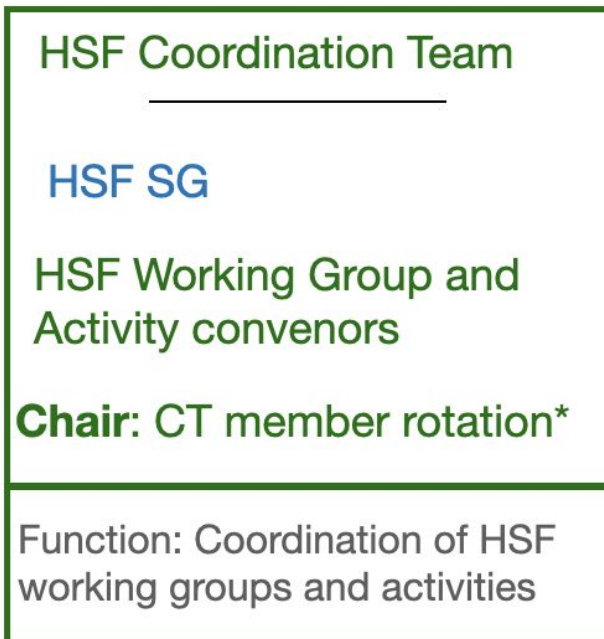 HSF Coordination Team
HSF SG
HSF Working Group and
Activity convenors
Chair: CT member rotation*
Function: Coordination of HSF
working groups and activities